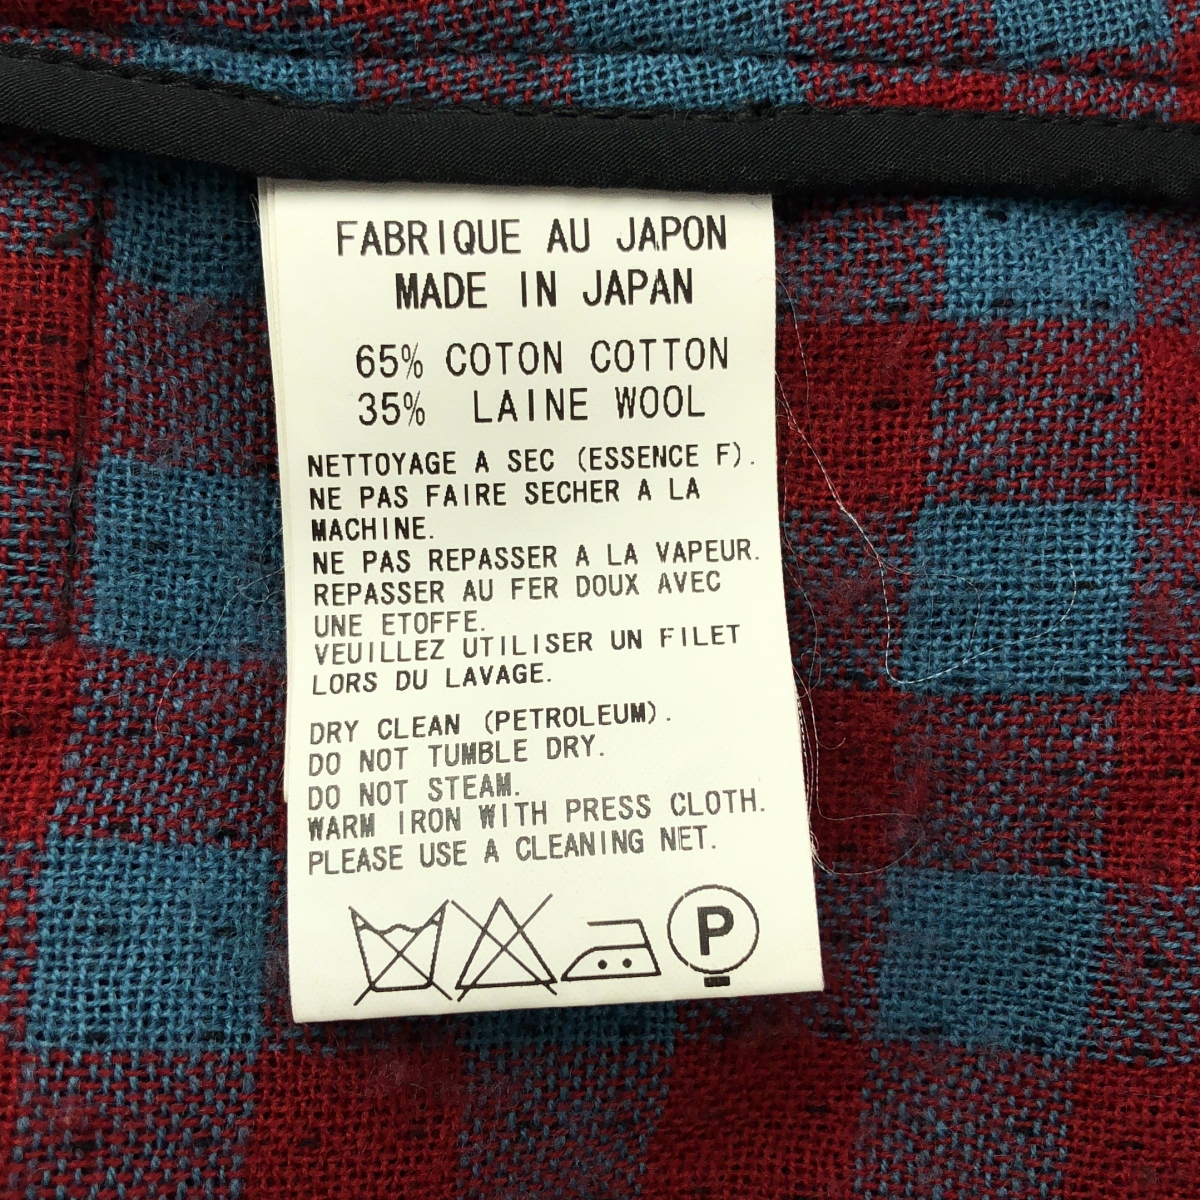 FABRIQUE AU JAPON
MADE IN JAPAN
65% COTON COTTON
35% LAINE WOOL
NETTOYAGE A SEC (ESSENCE F).
NE PAS FAIRE SECHER A LA
MACHINE.
NE PAS REPASSER A LA VAPEUR.
REPASSER AU FER DOUX AVEC
UNE ETOFFE.
VEUILLEZ UTILISER UN FILET
LORS DU LAVAGE.
DRY CLEAN (PETROLEUM).
DO NOT TUMBLE DRY.
DO NOT STEAM.
WARM IRON WITH PRESS CLOTH.
PLEASE USE A CLEANING NET.
P